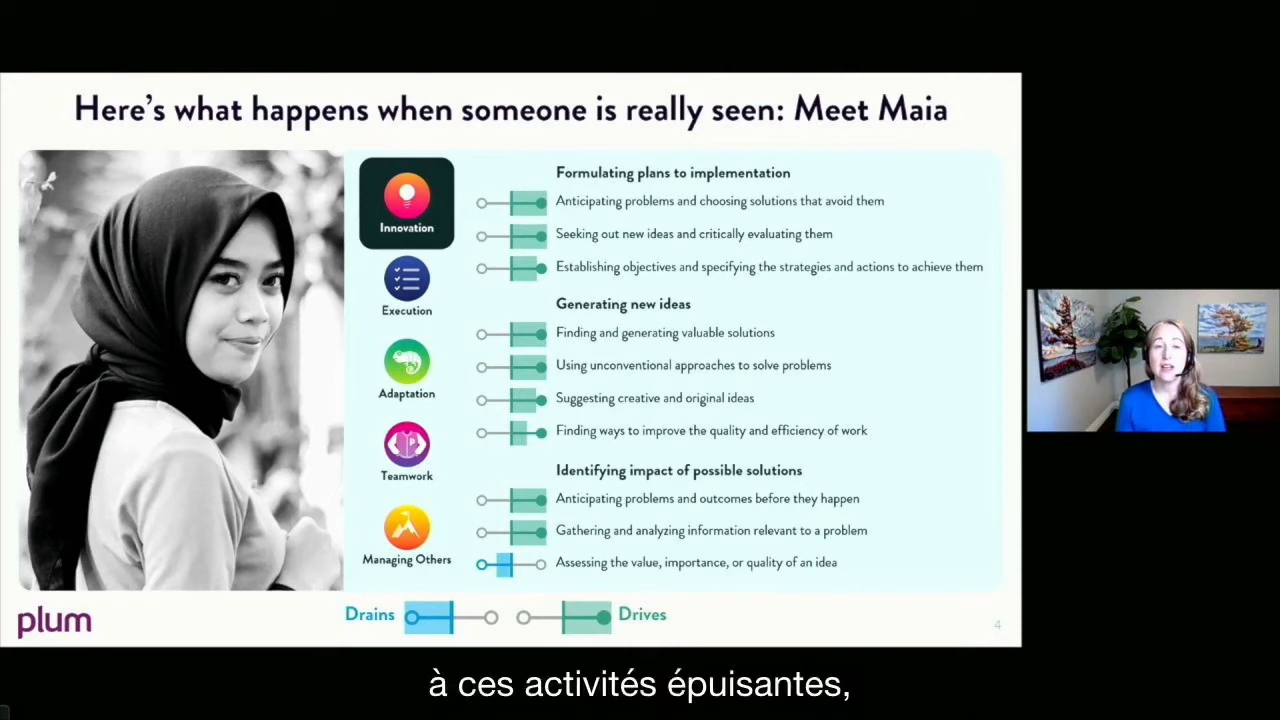 Here's what happens when someone is really seen: Meet Maia
Innovation
Execution
Adaptation
Teamwork
Managing Others
Formulating plans to implementation
Anticipating problems and choosing solutions that avoid them
Seeking out new ideas and critically evaluating them
Establishing objectives and specifying the strategies and actions to achieve them
Generating new ideas
Finding and generating valuable solutions
Using unconventional approaches to solve problems
Suggesting creative and original ideas
Finding ways to improve the quality and efficiency of work
Identifying impact of possible solutions
Anticipating problems and outcomes before they happen
Gathering and analyzing information relevant to a problem
Assessing the value, importance, or quality of an idea
plum
Drains
Drives
4
à ces activités épuisantes,